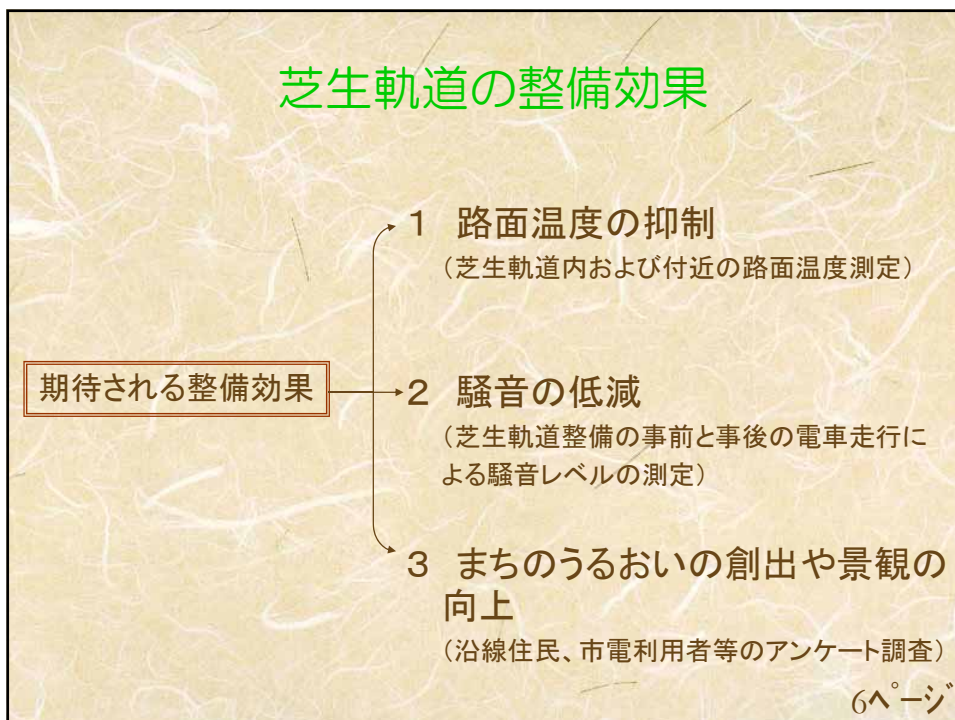 芝生軌道の整備効果
期待される整備効果
1 路面温度の抑制
(芝生軌道内および付近の路面温度測定)
2 騒音の低減
(芝生軌道整備の事前と事後の電車走行に
よる騒音レベルの測定)
3 まちのうるおいの創出や景観の
向上
(沿線住民、市電利用者等のアンケート調査)
6ページ